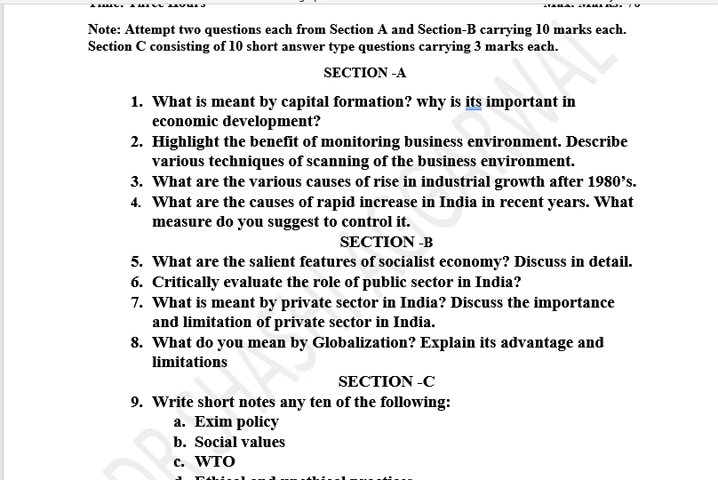 Note: Attempt two questions each from Section A and Section-B carrying 10 marks each.
Section C consisting of 10 short answer type questions carrying 3 marks each.
SECTION -A
1. What is meant by capital formation? why is its important in
economic development?
2. Highlight the benefit of monitoring business environment. Describe
various techniques of scanning of the business environment.
3. What are the various causes of rise in industrial growth after 1980's.
4. What are the causes of rapid increase in India in recent years. What
measure do you suggest to control it.
SECTION -B
5. What are the salient features of socialist economy? Discuss in detail.
6. Critically evaluate the role of public sector in India?
7. What is meant by private sector in India? Discuss the importance
and limitation of private sector in India.
8. What do you mean by Globalization? Explain its advantage and
limitations
SECTION -C
9. Write short notes any ten of the following:
a. Exim policy
b. Social values
c. WTO